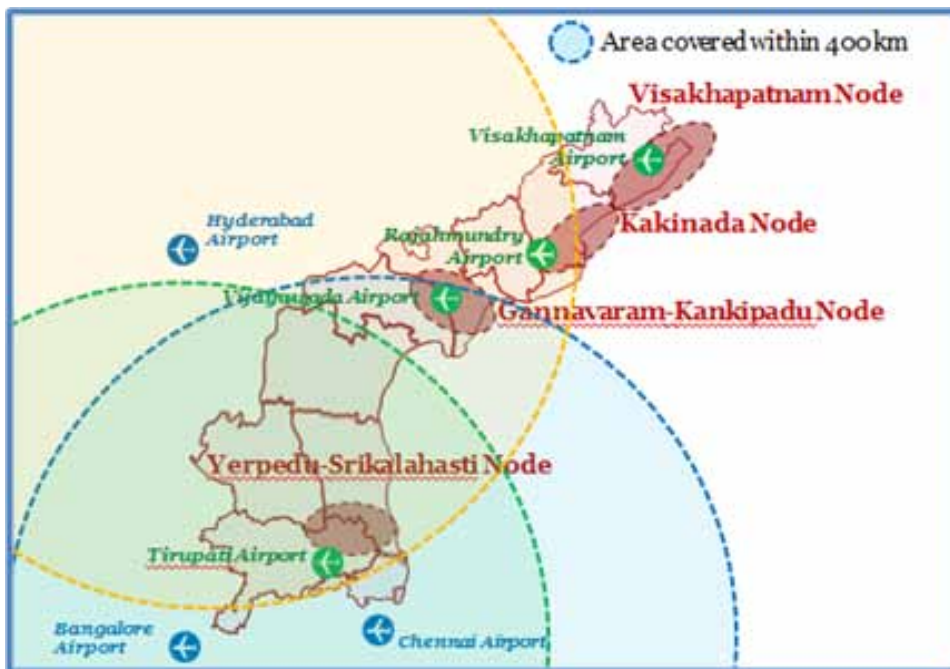 Area covered within 400km
Visakhapatnam Node
Visakhapatnam
Airport
Kakinada Node
Hyderabad
Airport
Rajahmundry
Airport
Vijaywada Airport
Gannavaram-Kankipadu Node
Yerpedu-Srikalahasti Node
Tirupati Airport
Bangalore
Airport
Chennai Airport